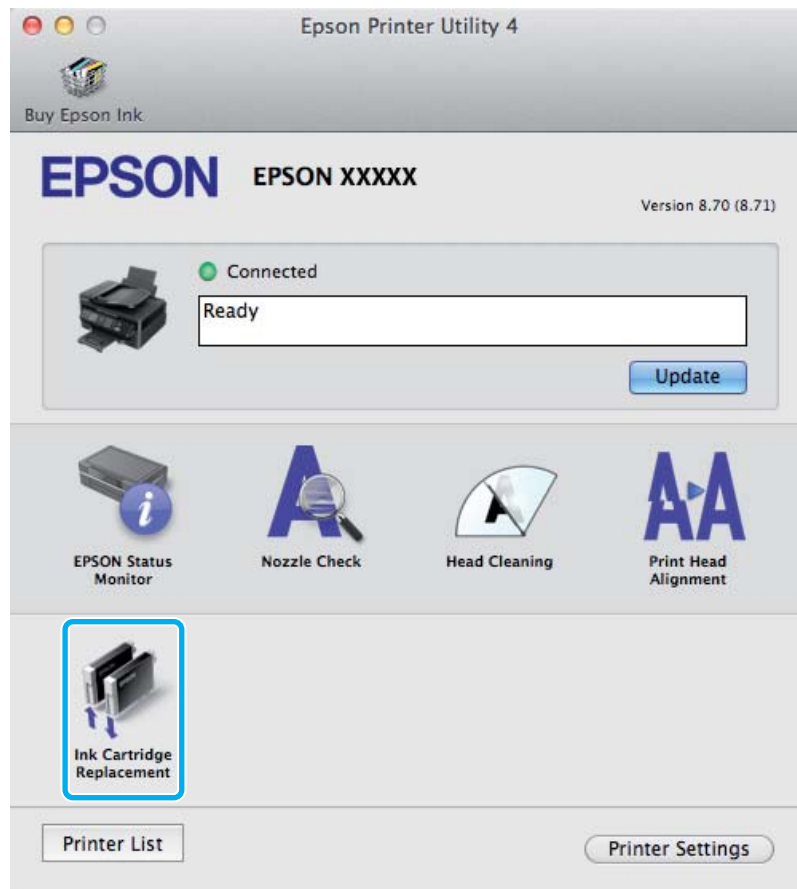 Epson Printer Utility 4
Buy Epson Ink
EPSON
EPSON XXXXX
Version 8.70 (8.71)
Connected
Ready
Update
EPSON Status
Monitor
Nozzle Check
Head Cleaning
Print Head
Alignment
Ink Cartridge
Replacement
Printer List
Printer Settings